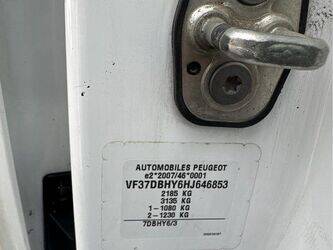 AUTOMOBILES PEUGEOT
e2*2007/46*0001
VF37DBHY6HJ646853
2185 KG
3135 KG
1-1080 KG
2-1230 KG
7DBHY6/3